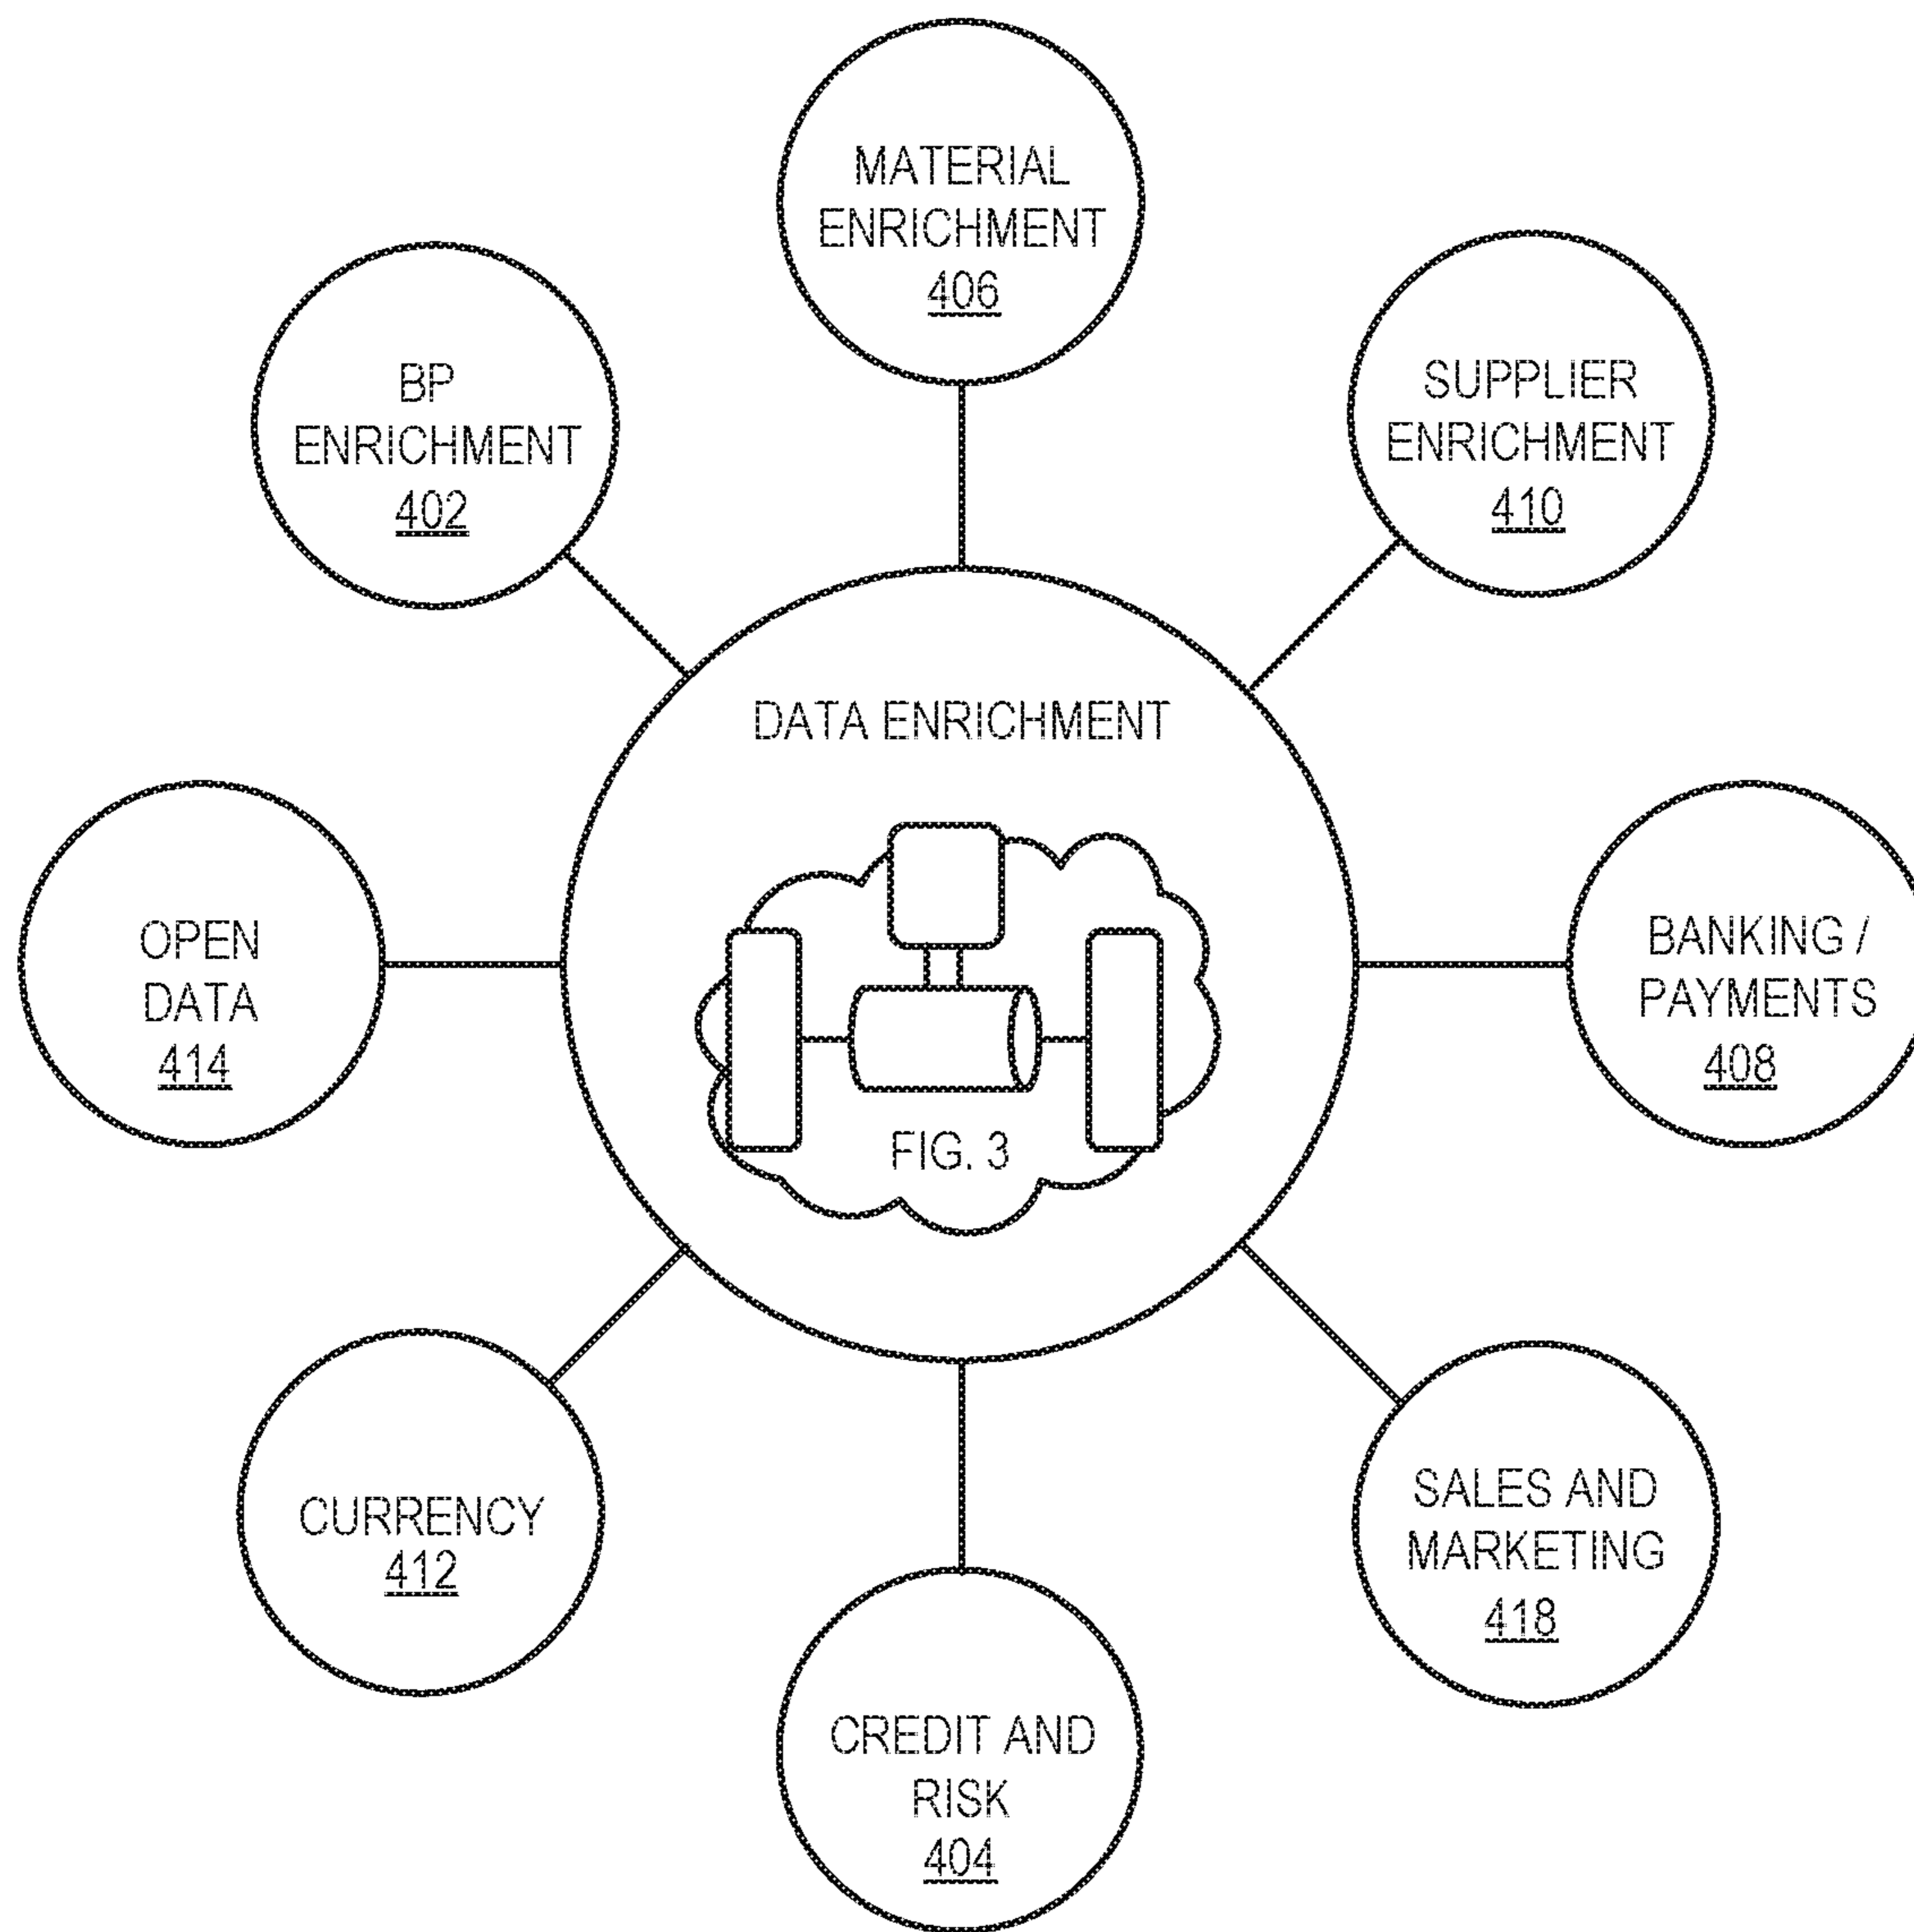 MATERIAL
ENRICHMENT
406
BP
ENRICHMENT
402
SUPPLIER
ENRICHMENT
410
DATA ENRICHMENT
OPEN
DATA
414
FIG. 3
BANKING /
PAYMENTS
408
CURRENCY
412
SALES AND
MARKETING
418
CREDIT AND
RISK
404